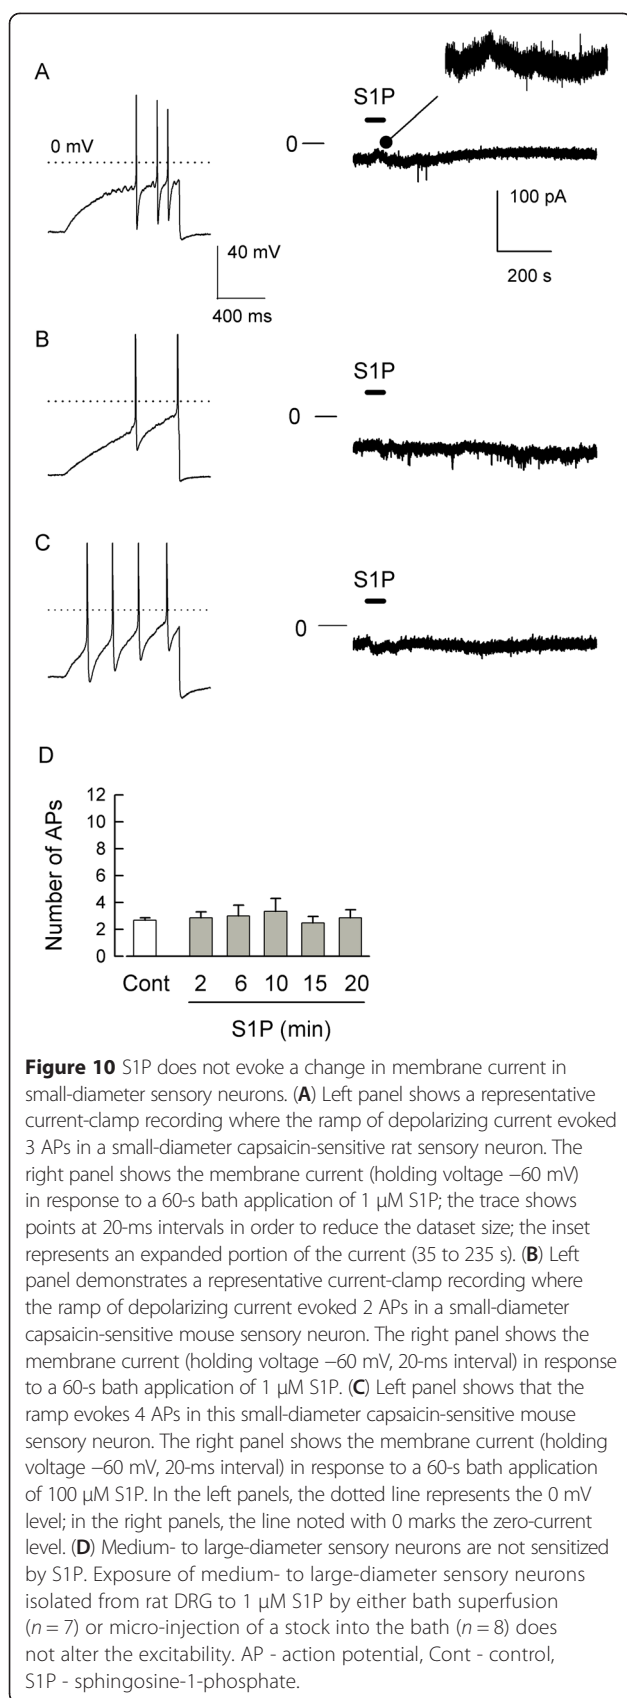 A
S1P
0 mV
0
100 pA
40 mV
200 s
400 ms
B
S1P
0
C
S1P
0
D
Number of APs
12
10
8
6
4
2
0
Cont 2 6 10 15 20
S1P (min)
Figure 10 S1P does not evoke a change in membrane current in
small-diameter sensory neurons. (A) Left panel shows a representative
current-clamp recording where the ramp of depolarizing current evoked
3 APs in a small-diameter capsaicin-sensitive rat sensory neuron. The
right panel shows the membrane current (holding voltage −60 mV)
in response to a 60-s bath application of 1 μM S1P; the trace shows
points at 20-ms intervals in order to reduce the dataset size; the inset
represents an expanded portion of the current (35 to 235 s). (B) Left
panel demonstrates a representative current-clamp recording where
the ramp of depolarizing current evoked 2 APs in a small-diameter
capsaicin-sensitive mouse sensory neuron. The right panel shows the
membrane current (holding voltage −60 mV, 20-ms interval) in response
to a 60-s bath application of 1 μM S1P. (C) Left panel shows that the
ramp evokes 4 APs in this small-diameter capsaicin-sensitive mouse
sensory neuron. The right panel shows the membrane current (holding
voltage −60 mV, 20-ms interval) in response to a 60-s bath application
of 100 μM S1P. In the left panels, the dotted line represents the 0 mV
level; in the right panels, the line noted with 0 marks the zero-current
level. (D) Medium- to large-diameter sensory neurons are not sensitized
by S1P. Exposure of medium- to large-diameter sensory neurons
isolated from rat DRG to 1 μM S1P by either bath superfusion
(n = 7) or micro-injection of a stock into the bath (n = 8) does
not alter the excitability. AP - action potential, Cont - control,
S1P - sphingosine-1-phosphate.